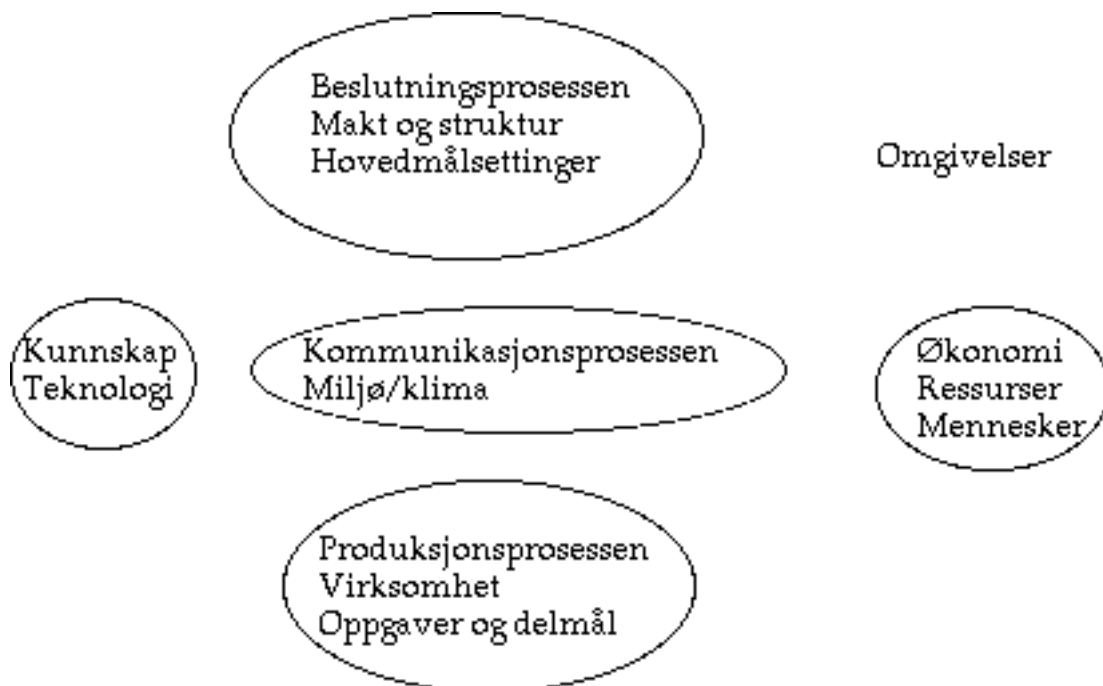 Beslutningsprosessen
Makt og struktur
Hovedmålsettinger
Omgivelser
Kunnskap
Teknologi
Kommunikasjonsprosessen
Miljø/klima
Økonomi
Ressurser
Mennesker
Produksjonsprosessen
Virksomhet
Oppgaver og delmål